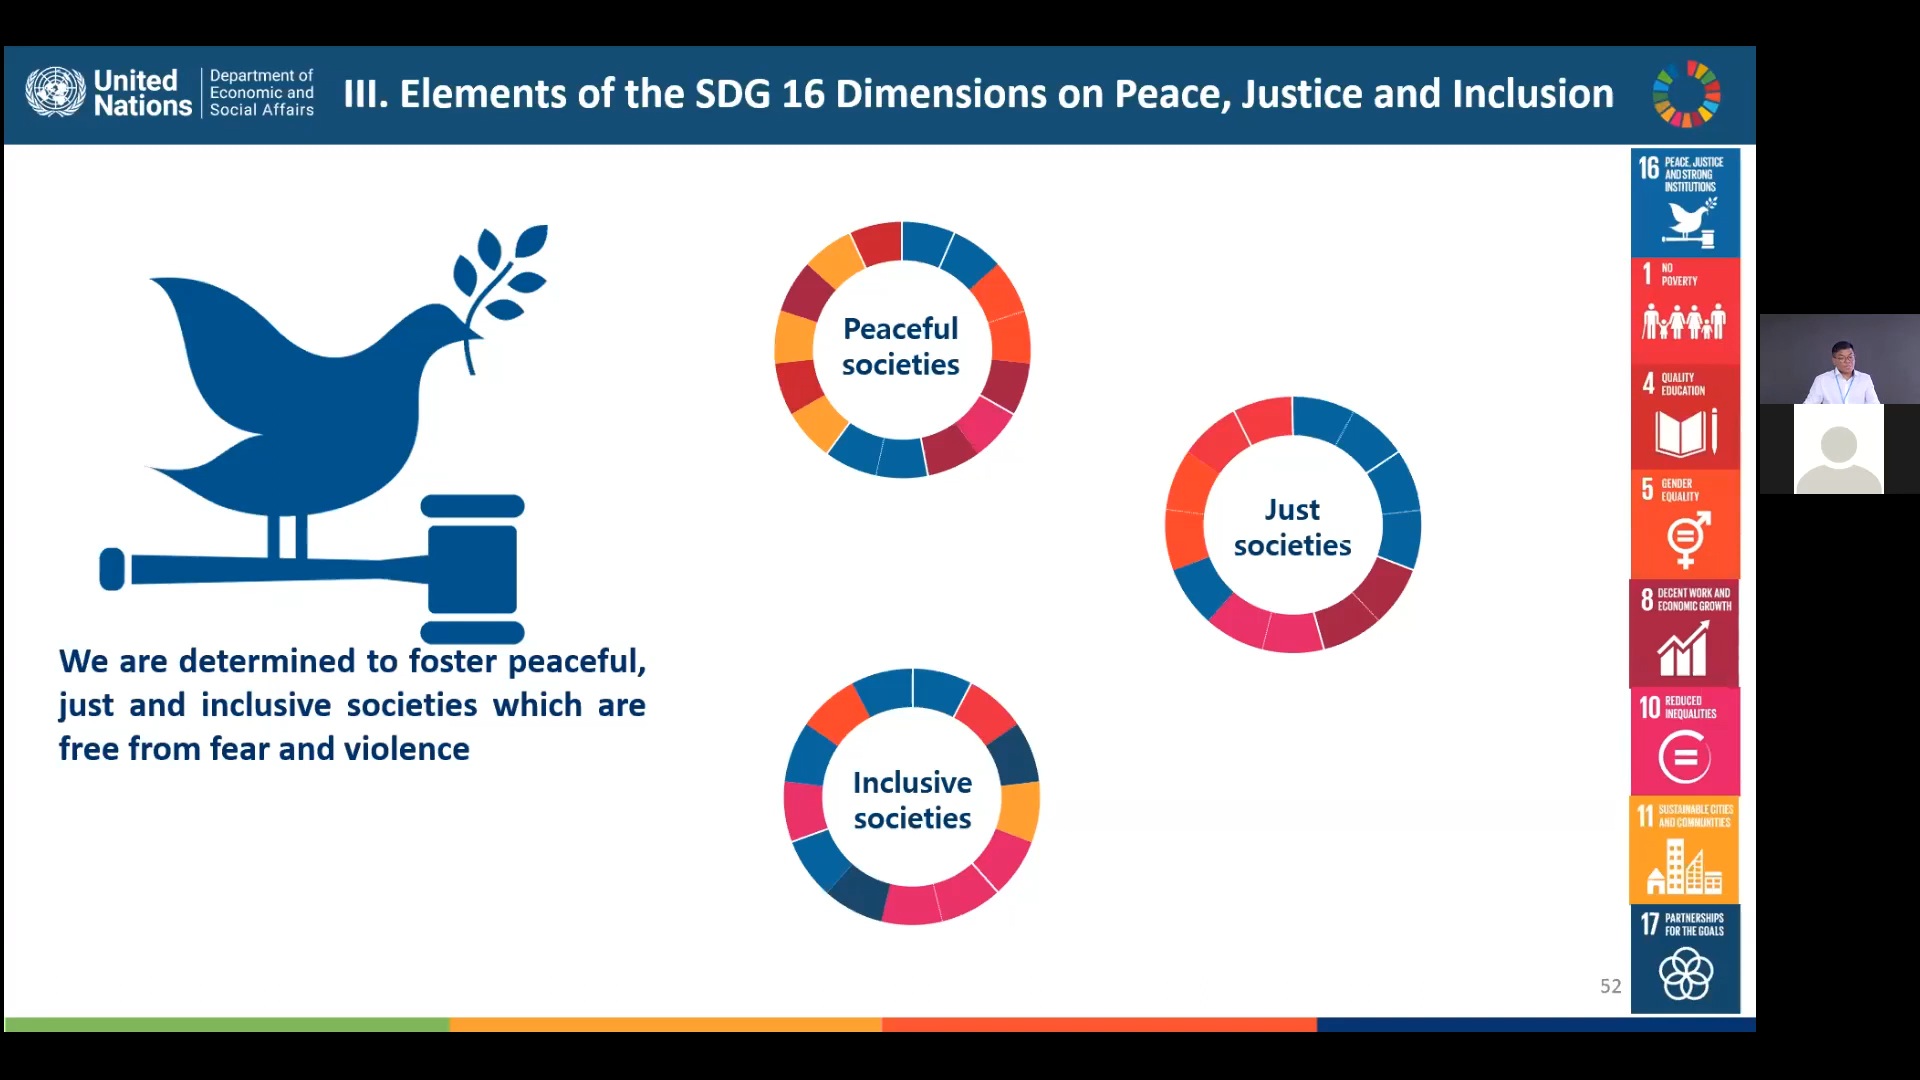 United
Nations
Department of
Economic and
Social Affairs
III. Elements of the SDG 16 Dimensions on Peace, Justice and Inclusion
We are determined to foster peaceful,
just and inclusive societies which are
free from fear and violence
Peaceful
societies
Just
societies
Inclusive
societies
16 PEACE, JUSTICE
AND STRONG
INSTITUTIONS
1 NO
POVERTY
4 QUALITY
EDUCATION
5 GENDER
EQUALITY
8 DECENT WORK AND
ECONOMIC GROWTH
10 REDUCED
INEQUALITIES
11 SUSTAINABLE CITIES
AND COMMUNITIES
17 PARTNERSHIPS
FOR THE GOALS
52